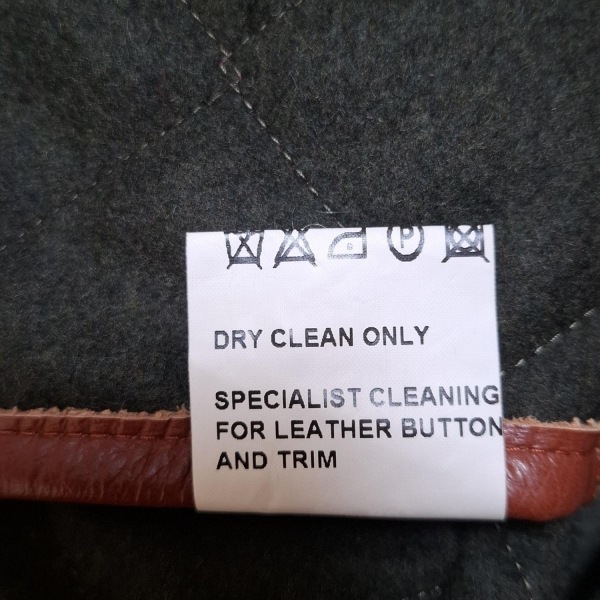 P
DRY CLEAN ONLY
SPECIALIST CLEANING
FOR LEATHER BUTTON
AND TRIM